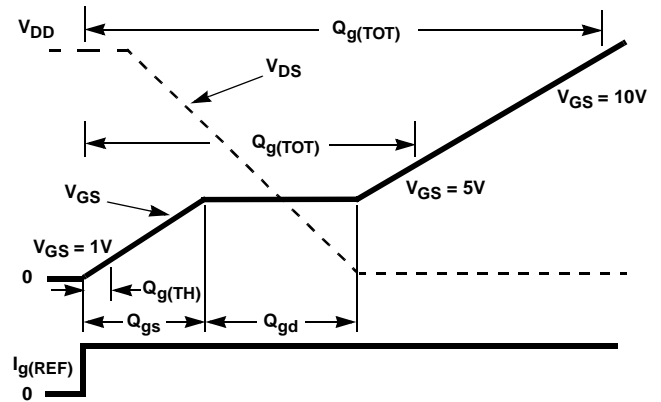 V_DD
Q_g(TOT)
V_DS
V_GS = 10V
Q_g(TOT)
V_GS
V_GS = 5V
V_GS = 1V
0
Q_g(TH)
Q_gs
Q_gd
I_g(REF)
0